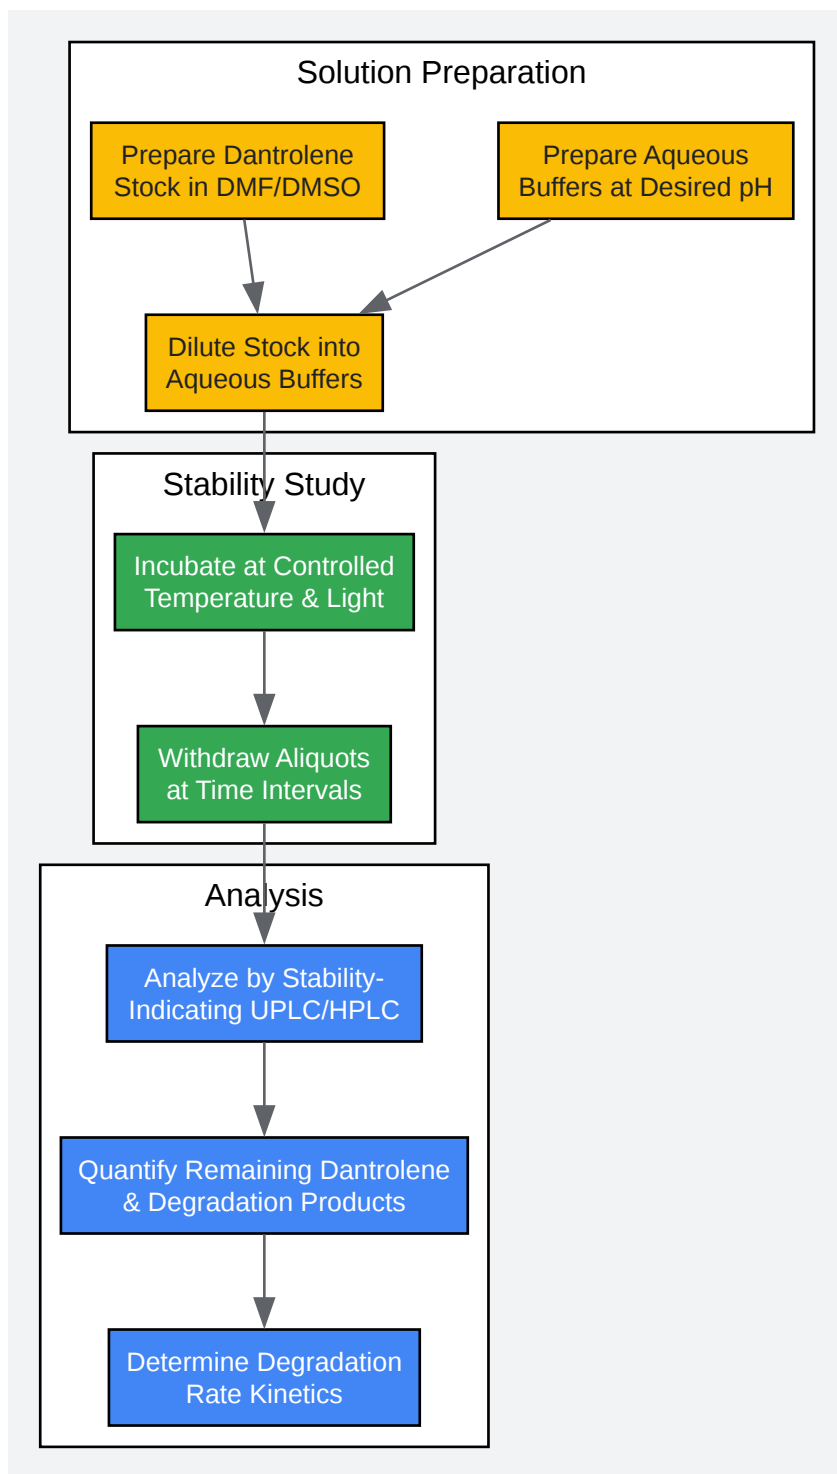 Solution Preparation
Prepare Dantrolene
Stock in DMF/DMSO
Prepare Aqueous
Buffers at Desired pH
Dilute Stock into
Aqueous Buffers
Stability Study
Incubate at Controlled
Temperature & Light
Withdraw Aliquots
at Time Intervals
Analysis
Analyze by Stability-
Indicating UPLC/HPLC
Quantify Remaining Dantrolene
& Degradation Products
Determine Degradation
Rate Kinetics